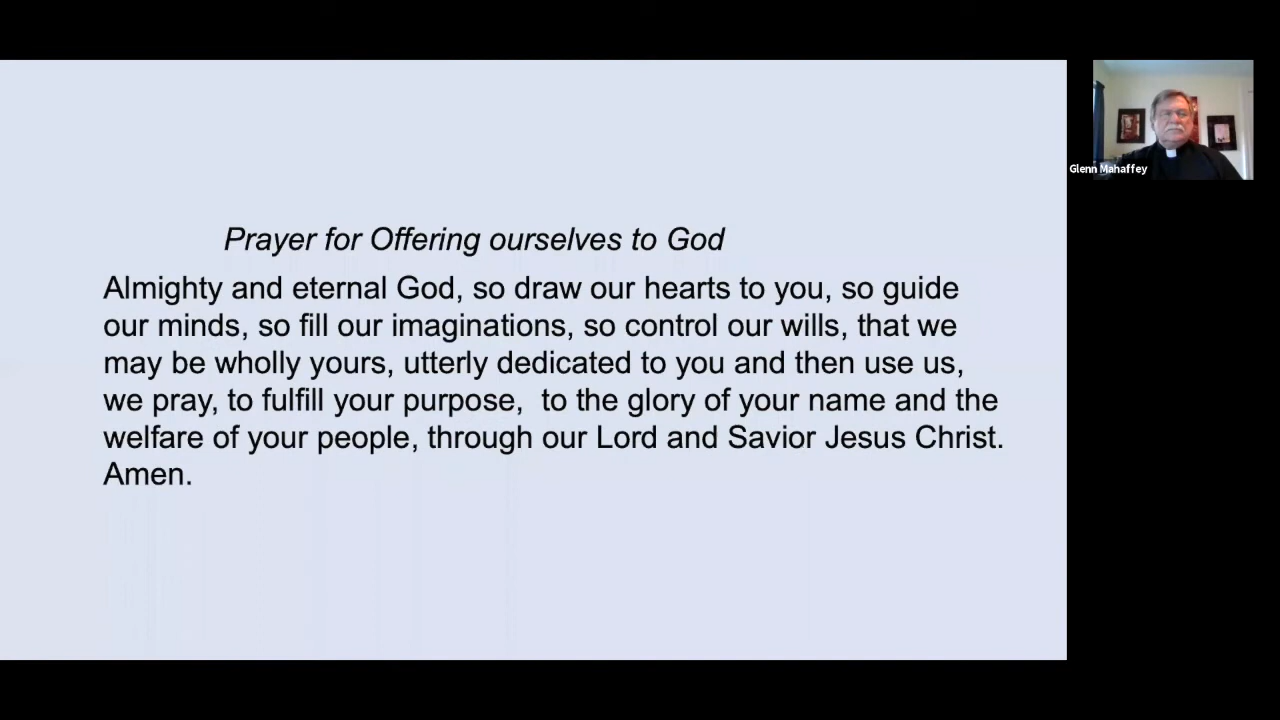 Prayer for Offering ourselves to God
Almighty and eternal God, so draw our hearts to you, so guide
our minds, so fill our imaginations, so control our wills, that we
may be wholly yours, utterly dedicated to you and then use us,
we pray, to fulfill your purpose,  to the glory of your name and the
welfare of your people, through our Lord and Savior Jesus Christ.
Amen.
Glenn Mahaffey